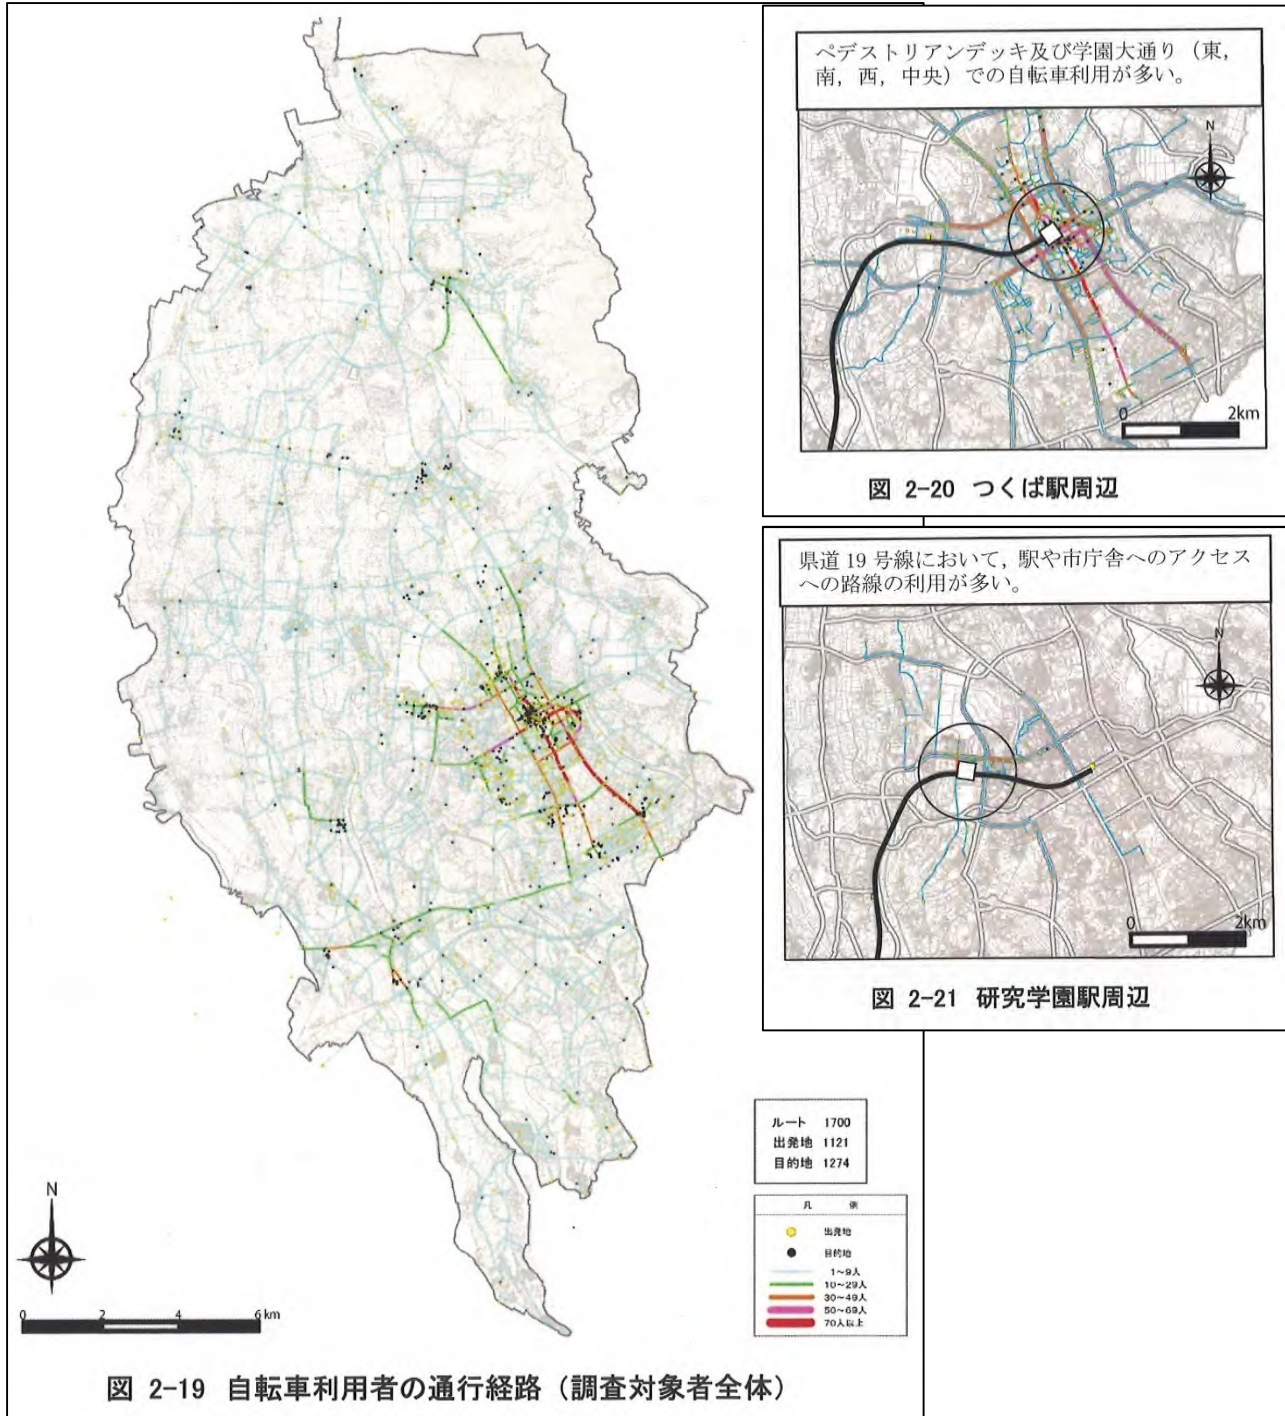 N
0 2 4 6 km
ルート 1700
出発地 1121
目的地 1274
凡 例
出発地
目的地
1～9人
10～29人
30～49人
50～69人
70人以上
図 2-19 自転車利用者の通行経路（調査対象者全体）
ペデストリアンデッキ及び学園大通り（東，
南，西，中央）での自転車利用が多い。
N
0 2km
図 2-20 つくば駅周辺
県道 19 号線において，駅や市庁舎へのアクセス
への路線の利用が多い。
N
0 2km
図 2-21 研究学園駅周辺